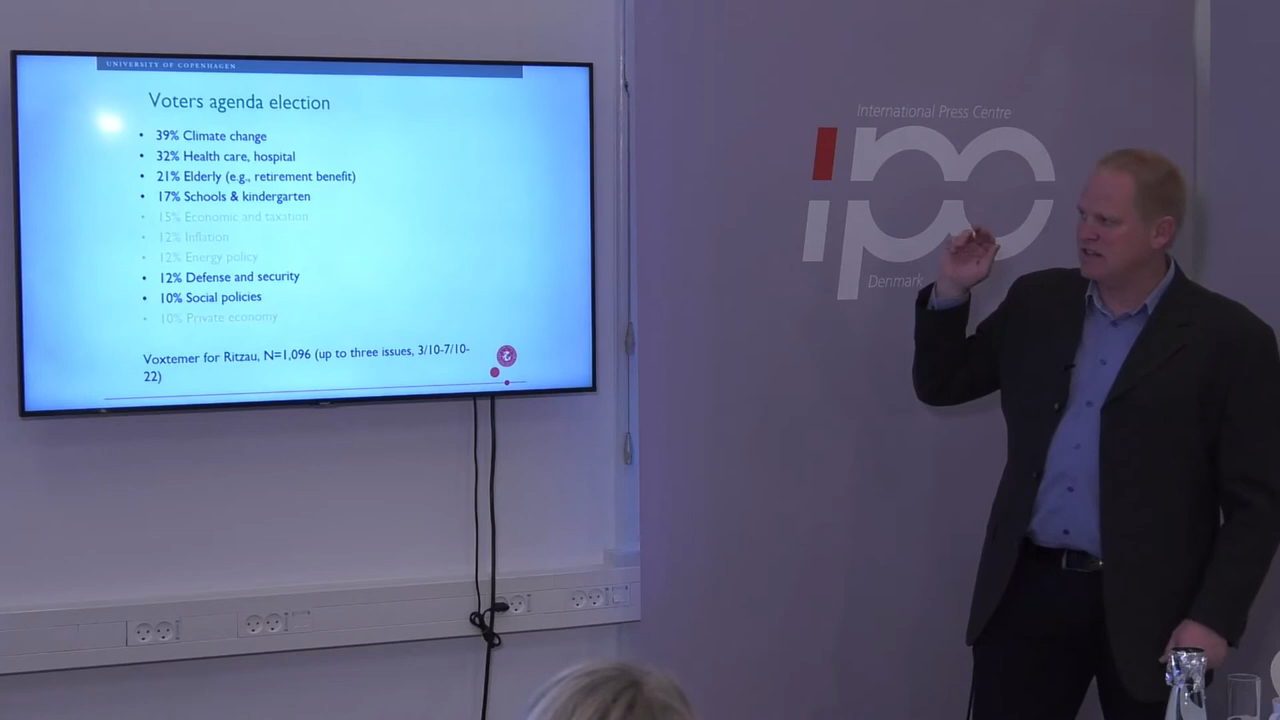 UNIVERSITY OF COPENHAGEN
Voters agenda election
• 39% Climate change
• 32% Health care, hospital
• 21% Elderly (e.g., retirement benefit)
• 17% Schools & kindergarten
• 15% Economic and taxation
• 12% Inflation
• 12% Energy policy
• 12% Defense and security
• 10% Social policies
• 10% Private economy
Voxtemer for Ritzau, N=1,096 (up to three issues, 3/10-7/10-
22)
International Press Centre
ipc
Denmark